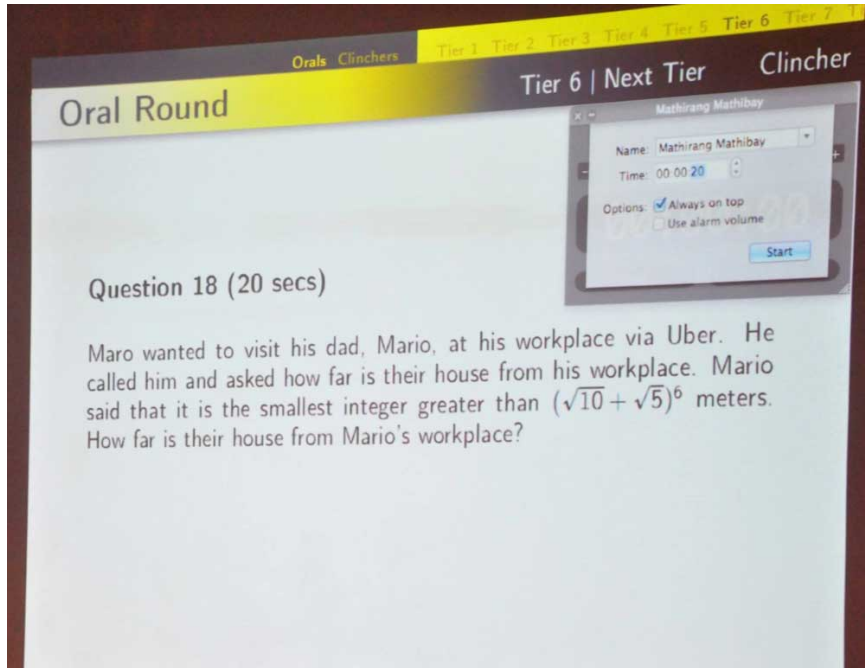 Orals Clinchers Tier 1 Tier 2 Tier 3 Tier 4 Tier 5 Tier 6 Tier 7
Oral Round
Tier 6 | Next Tier Clincher
Mathirang Mathibay
Name: Mathirang Mathibay
Time: 00:00:20
Options: Always on top
Use alarm volume
Start
Question 18 (20 secs)
Maro wanted to visit his dad, Mario, at his workplace via Uber. He
called him and asked how far is their house from his workplace. Mario
said that it is the smallest integer greater than (√10 + √5)⁶ meters.
How far is their house from Mario's workplace?